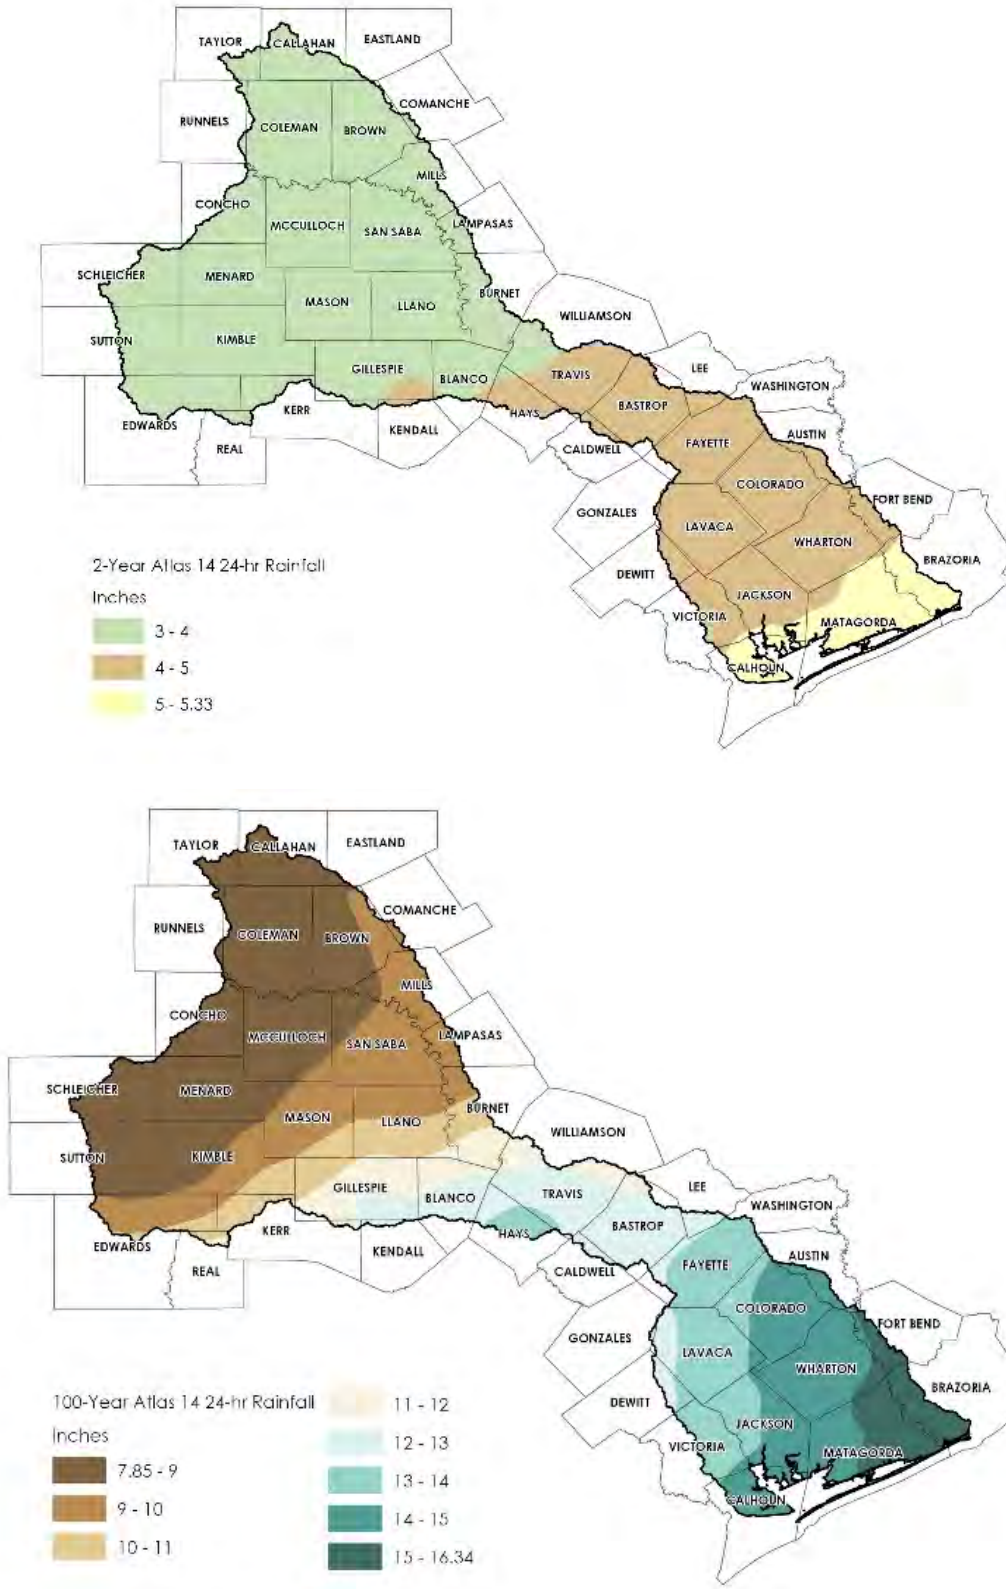 TAYLOR
CALLAHAN
EASTLAND
COMANCHE
RUNNELS
COLEMAN
BROWN
MILLS
CONCHO
MCCULLOCH
SAN SABA
LAMPASAS
SCHLEICHER
MENARD
MASON
LLANO
BURNET
WILLIAMSON
SUTTON
KIMBLE
GILLESPIE
BLANCO
TRAVIS
LEE
WASHINGTON
EDWARDS
REAL
KERR
KENDALL
HAYS
BASTROP
CALDWELL
FAYETTE
AUSTIN
GONZALES
COLORADO
FORT BEND
LAVACA
WHARTON
BRAZORIA
DEWITT
JACKSON
VICTORIA
MATAGORDA
CALHOUN
2-Year Atlas 14 24-hr Rainfall
Inches
3 - 4
4 - 5
5 - 5.33
TAYLOR
CALLAHAN
EASTLAND
COMANCHE
RUNNELS
COLEMAN
BROWN
MILLS
CONCHO
MCCULLOCH
SAN SABA
LAMPASAS
SCHLEICHER
MENARD
MASON
LLANO
BURNET
WILLIAMSON
SUTTON
KIMBLE
GILLESPIE
BLANCO
TRAVIS
LEE
WASHINGTON
EDWARDS
REAL
KERR
KENDALL
HAYS
BASTROP
CALDWELL
FAYETTE
AUSTIN
GONZALES
COLORADO
FORT BEND
LAVACA
WHARTON
BRAZORIA
DEWITT
JACKSON
VICTORIA
MATAGORDA
CALHOUN
100-Year Atlas 14 24-hr Rainfall
Inches
7.85 - 9
9 - 10
10 - 11
11 - 12
12 - 13
13 - 14
14 - 15
15 - 16.34